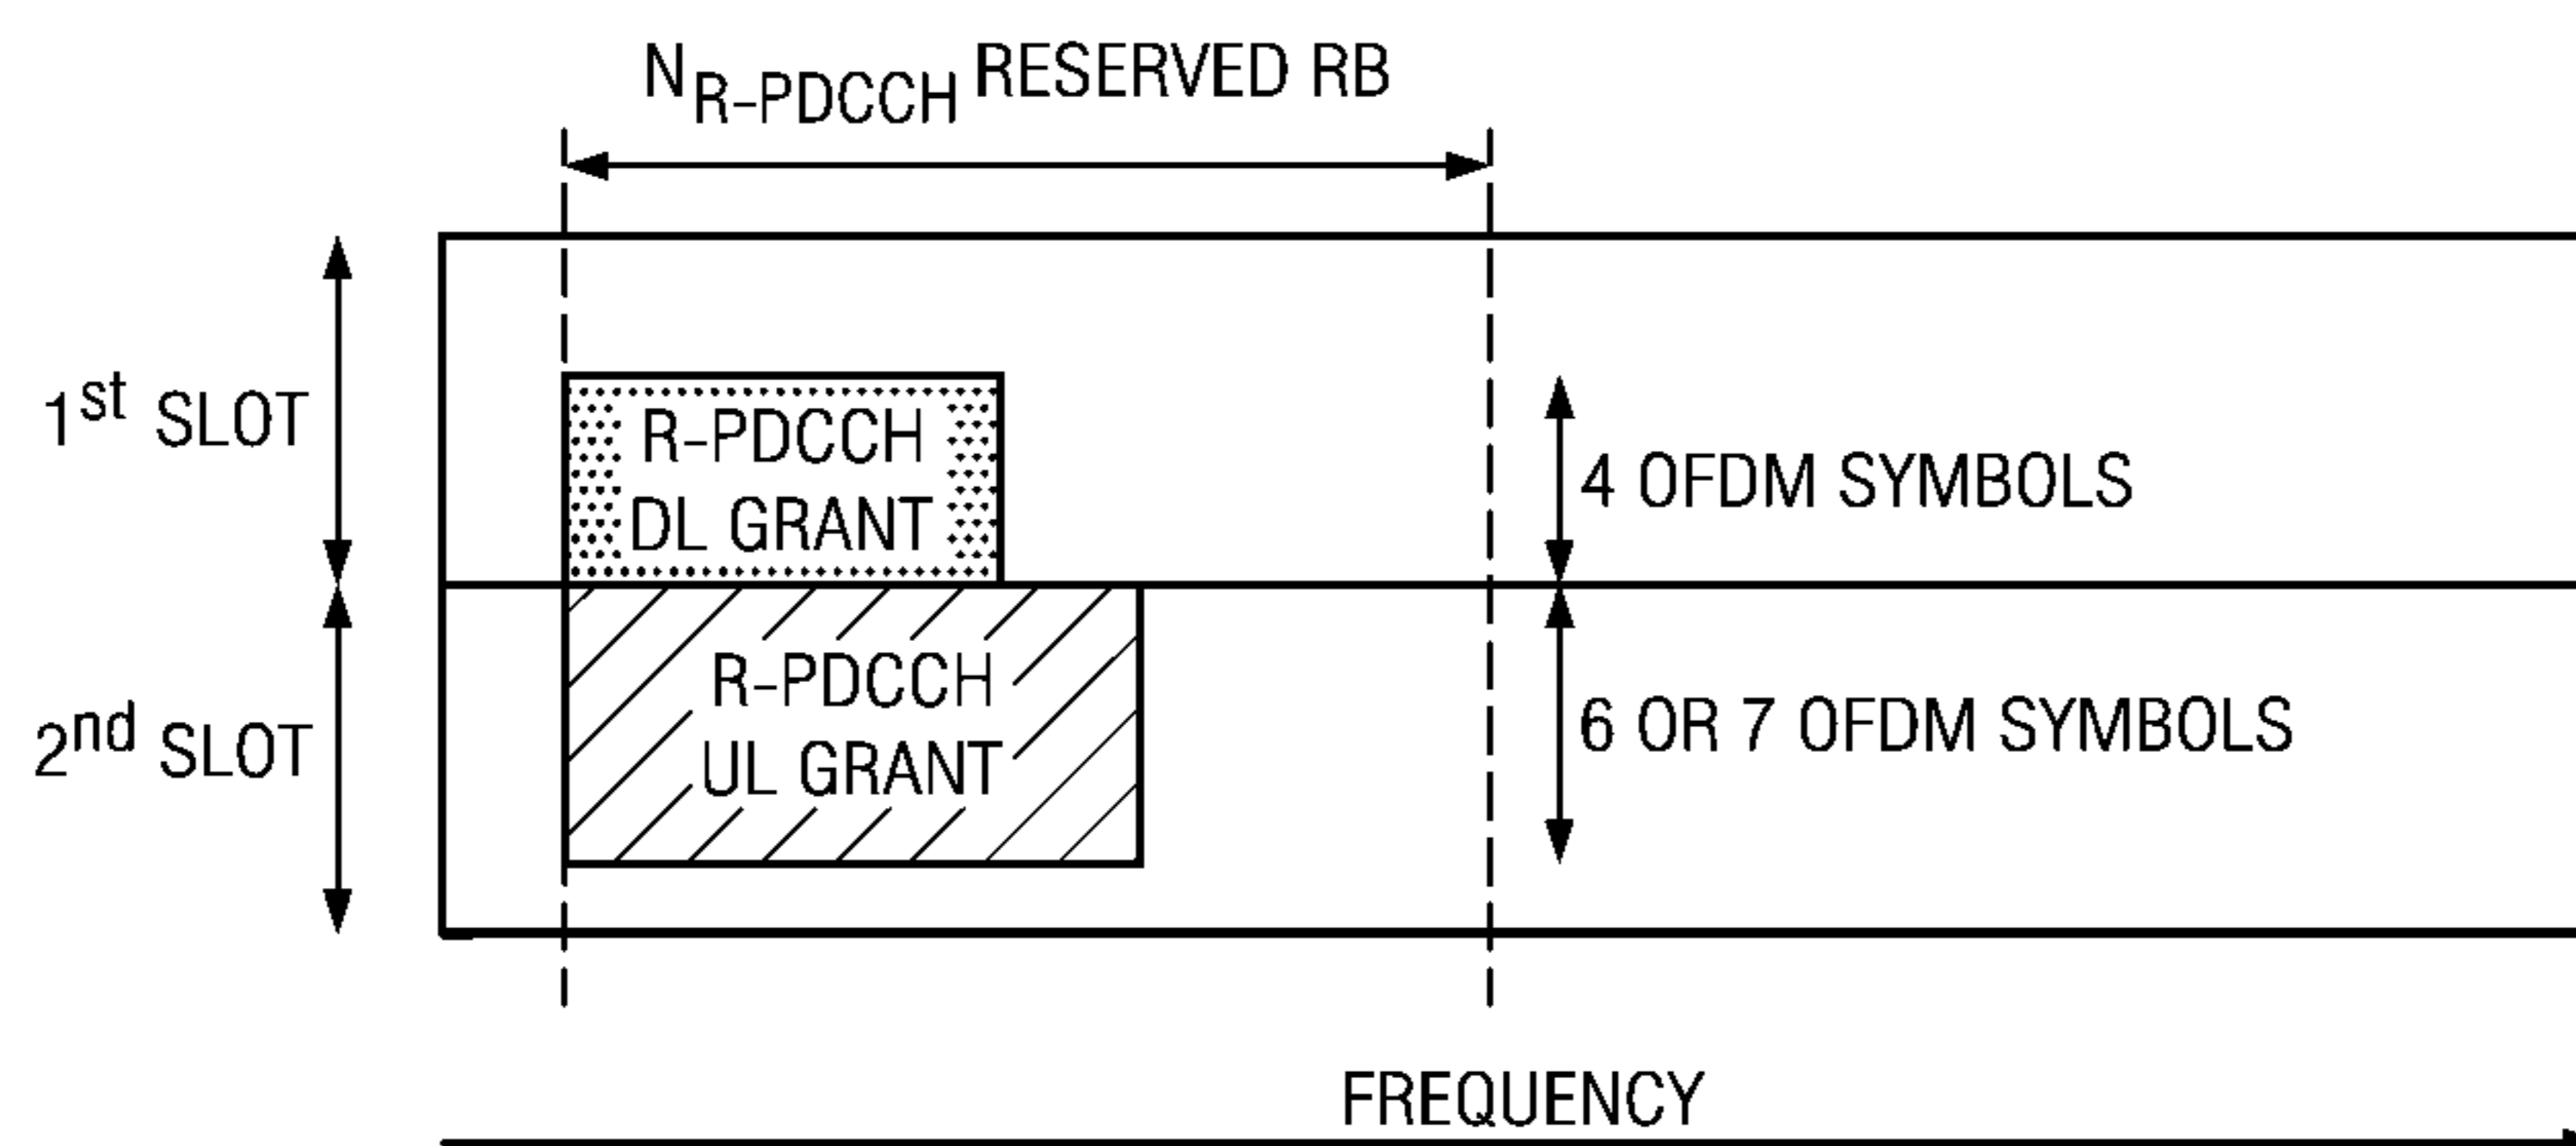 N_R-PDCCH RESERVED RB
1st SLOT
R-PDCCH
DL GRANT
4 OFDM SYMBOLS
2nd SLOT
R-PDCCH
UL GRANT
6 OR 7 OFDM SYMBOLS
FREQUENCY